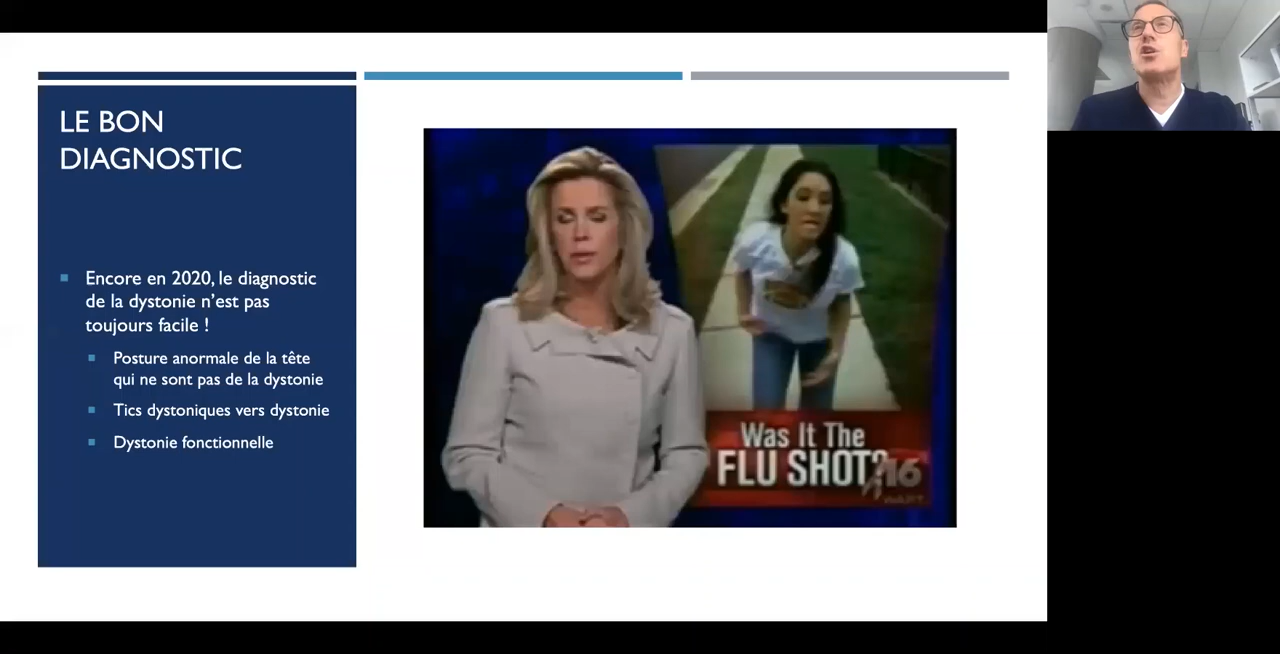 LE BON
DIAGNOSTIC
Encore en 2020, le diagnostic
de la dystonie n'est pas
toujours facile !
Posture anormale de la tête
qui ne sont pas de la dystonie
Tics dystoniques vers dystonie
Dystonie fonctionnelle
Was It The
FLU SHOT?
16